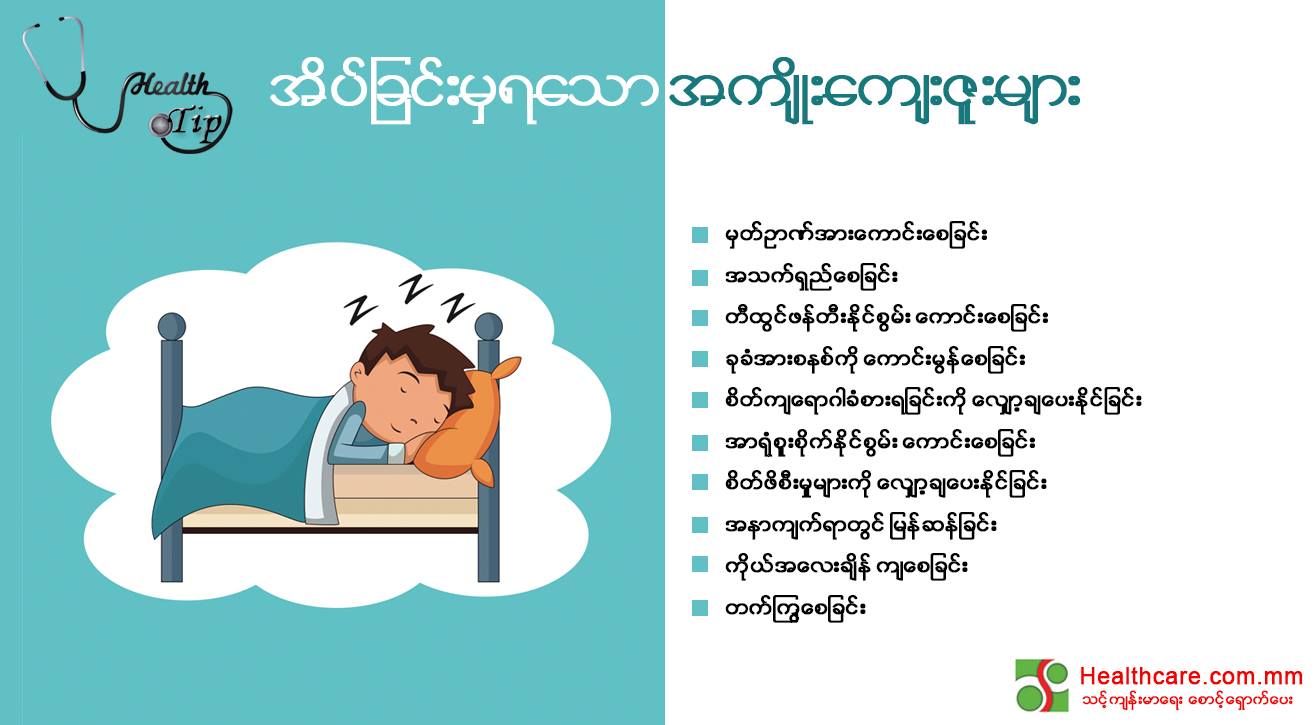 Health
Tip
အိပ်ခြင်းမှရသော အကျိုးကျေးဇူးများ
မှတ်ဥာဏ်အားကောင်းစေခြင်း
အသက်ရှည်စေခြင်း
တီထွင်ဖန်တီးနိုင်စွမ်း ကောင်းစေခြင်း
ခုခံအားစနစ်ကို ကောင်းမွန်စေခြင်း
စိတ်ကျရောဂါခံစားရခြင်းကို လျှော့ချပေးနိုင်ခြင်း
အာရုံစူးစိုက်နိုင်စွမ်း ကောင်းစေခြင်း
စိတ်ဖိစီးမှုများကို လျှော့ချပေးနိုင်ခြင်း
အနာကျက်ရာတွင် မြန်ဆန်ခြင်း
ကိုယ်အလေးချိန် ကျစေခြင်း
တက်ကြွစေခြင်း
z z z
Healthcare.com.mm
သင့်ကျန်းမာရေး စောင့်ရှောက်ပေး